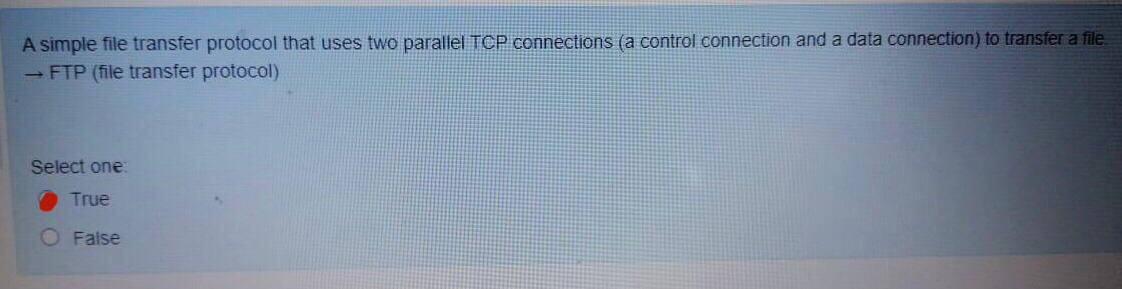 A simple file transfer protocol that uses two parallel TCP connections (a control connection and a data connection) to transfer a file.
→ FTP (file transfer protocol)
Select one:
True
False